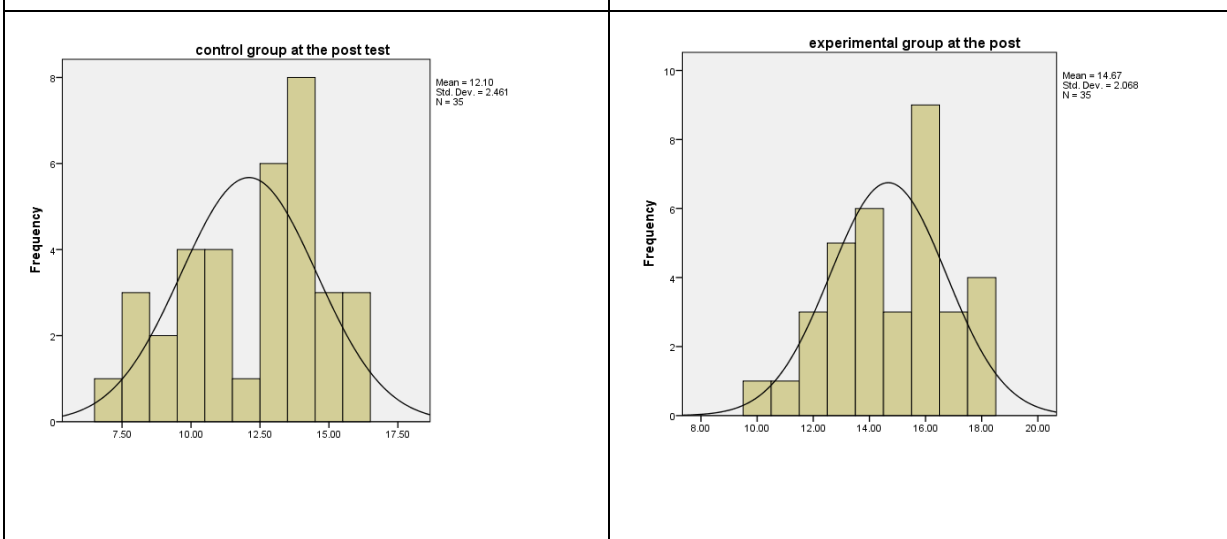 control group at the post test
Mean = 12.10
Std. Dev. = 2.461
N = 35
8
6
4
2
0
Frequency
7.50 10.00 12.50 15.00 17.50
experimental group at the post
Mean = 14.67
Std. Dev. = 2.068
N = 35
10
8
6
4
2
0
Frequency
8.00 10.00 12.00 14.00 16.00 18.00 20.00